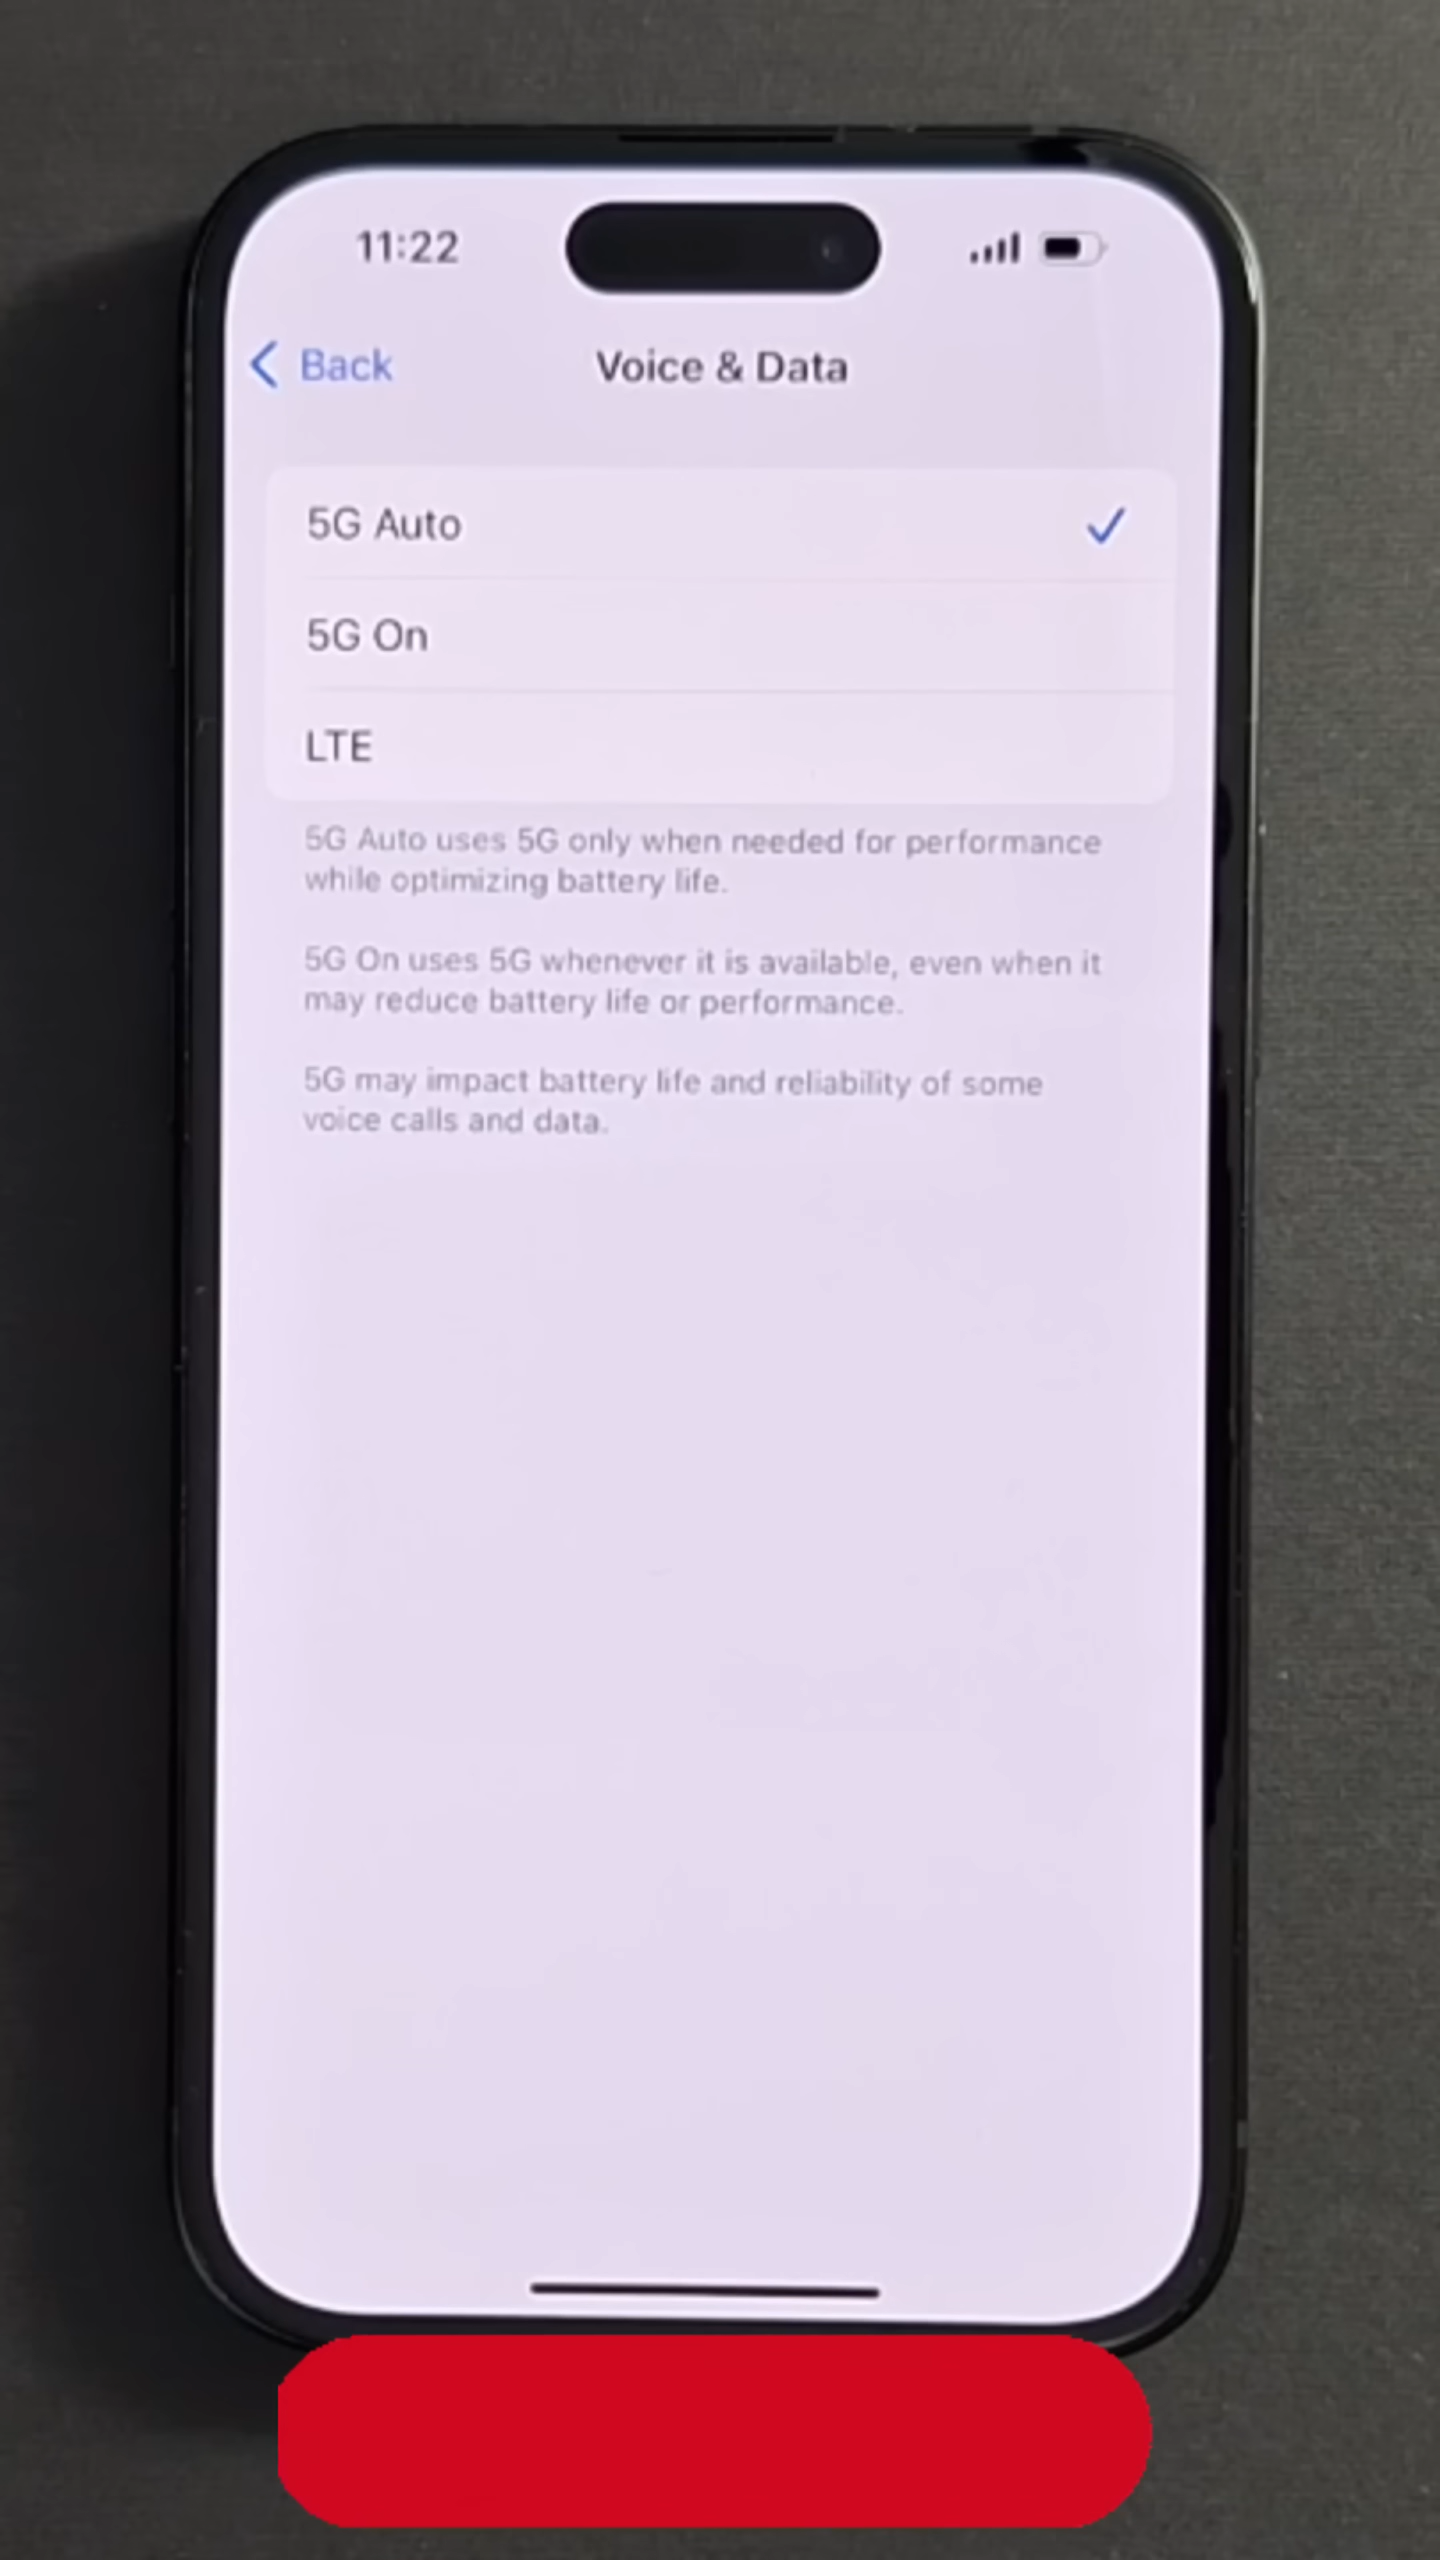 11:22
Back
Voice & Data
5G Auto
5G On
LTE
5G Auto uses 5G only when needed for performance
while optimizing battery life.
5G On uses 5G whenever it is available, even when it
may reduce battery life or performance.
5G may impact battery life and reliability of some
voice calls and data.